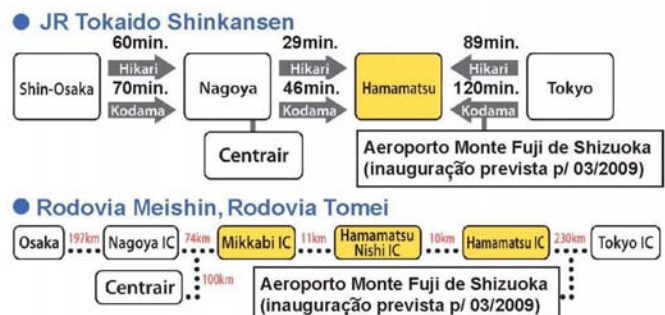 JR Tokaido Shinkansen
60min. 29min. 89min.
Hikari Hikari Hikari
Shin-Osaka 70min. Nagoya 46min. Hamamatsu 120min. Tokyo
Kodama Kodama Kodama
Centrair
Aeroporto Monte Fuji de Shizuoka
(inauguração prevista p/ 03/2009)
Rodovia Meishin, Rodovia Tomei
Osaka 197km Nagoya IC 74km Mikkabi IC 11km Hamamatsu Nishi IC 10km Hamamatsu IC 230km Tokyo IC
Centrair 100km
Aeroporto Monte Fuji de Shizuoka
(inauguração prevista p/ 03/2009)